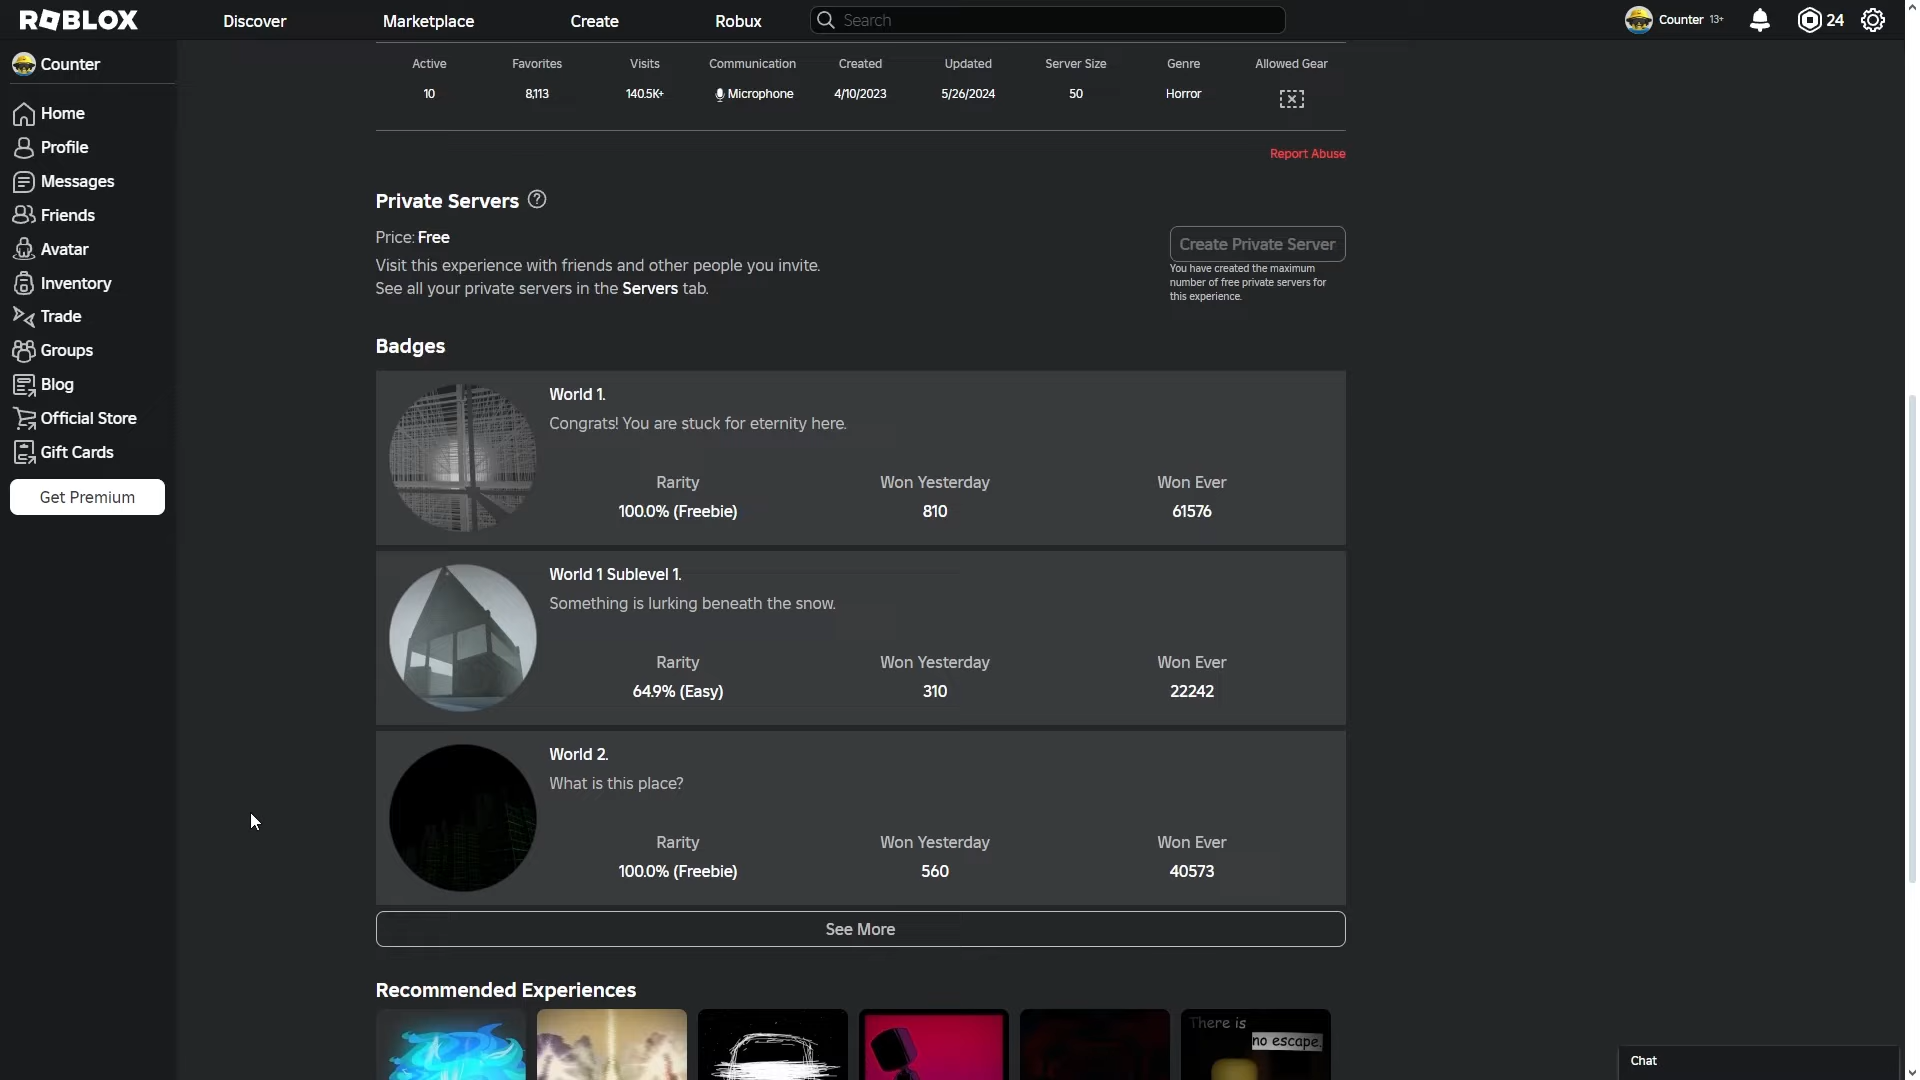 ROBLOX Discover Marketplace Create Robux Search Counter 13+ 24
Counter
Home
Profile
Messages
Friends
Avatar
Inventory
Trade
Groups
Blog
Official Store
Gift Cards
Get Premium
Active Favorites Visits Communication Created Updated Server Size Genre Allowed Gear
10 8,113 140.5K+ Microphone 4/10/2023 5/26/2024 50 Horror
Report Abuse
Private Servers
Price: Free
Visit this experience with friends and other people you invite.
See all your private servers in the Servers tab.
Create Private Server
You have created the maximum
number of free private servers for
this experience.
Badges
World 1.
Congrats! You are stuck for eternity here.
Rarity Won Yesterday Won Ever
100.0% (Freebie) 810 61576
World 1 Sublevel 1.
Something is lurking beneath the snow.
Rarity Won Yesterday Won Ever
64.9% (Easy) 310 22242
World 2.
What is this place?
Rarity Won Yesterday Won Ever
100.0% (Freebie) 560 40573
See More
Recommended Experiences
There is
no escape.
Chat